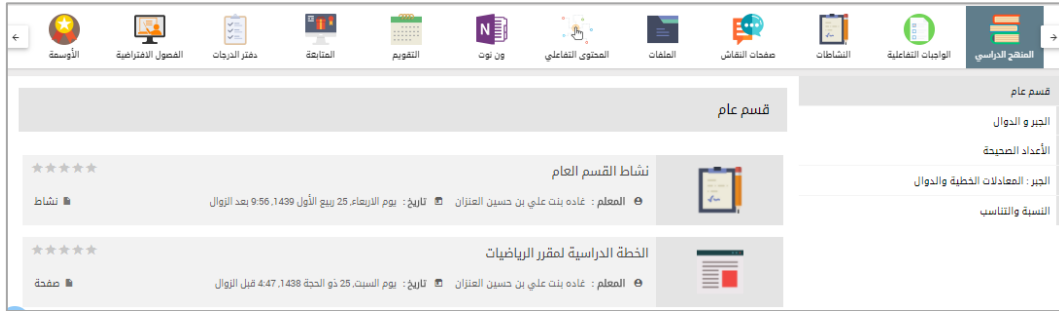 المنهج الدراسي
الواجبات التفاعلية
النشاطات
صفحات النقاش
الملفات
المحتوى التفاعلي
ون نوت
التقويم
المتابعة
دفتر الدرجات
الفصول الافتراضية
الأوسمة
قسم عام
الجبر و الدوال
الأعداد الصحيحة
الجبر : المعادلات الخطية والدوال
النسبة والتناسب
قسم عام
نشاط القسم العام
المعلم : غاده بنت علي بن حسين العنزان تاريخ : يوم الاربعاء, 25 ربيع الأول 1439, 9:56 بعد الزوال نشاط
الخطة الدراسية لمقرر الرياضيات
المعلم : غاده بنت علي بن حسين العنزان تاريخ : يوم السبت, 25 ذو الحجة 1438, 4:47 قبل الزوال صفحة